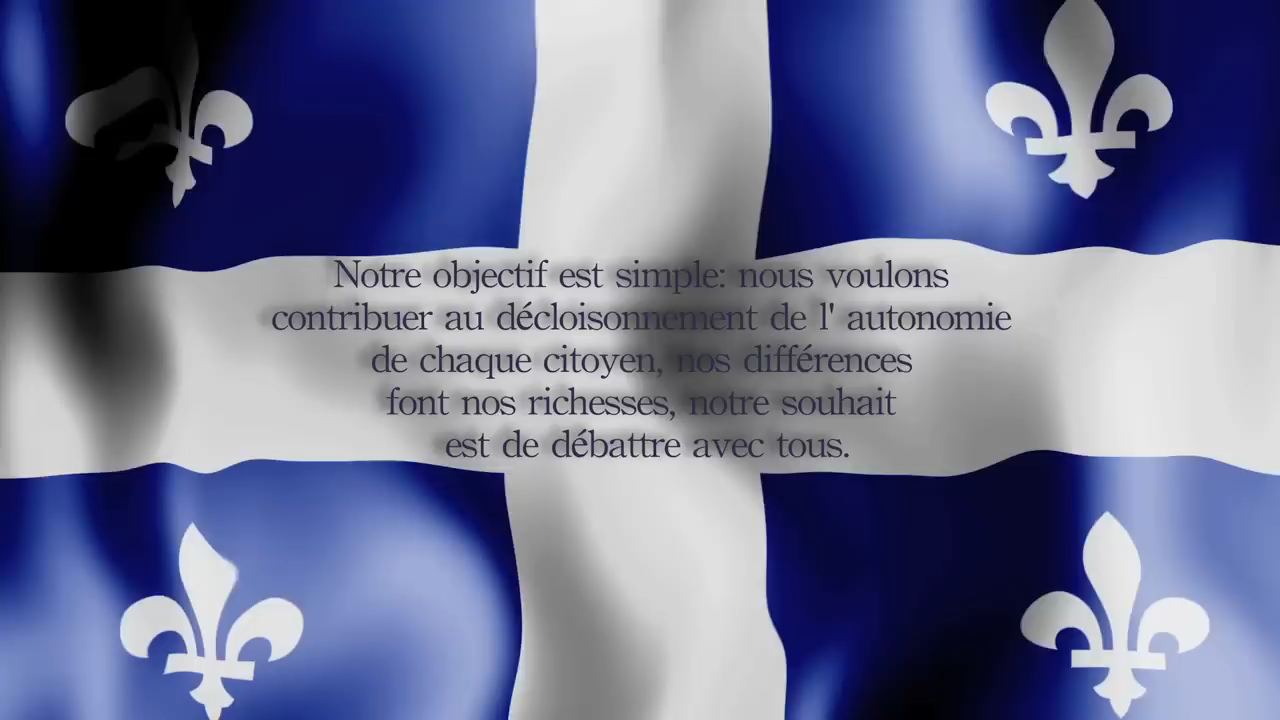 Notre objectif est simple: nous voulons
contribuer au décloisonnement de l' autonomie
de chaque citoyen, nos différences
font nos richesses, notre souhait
est de débattre avec tous.